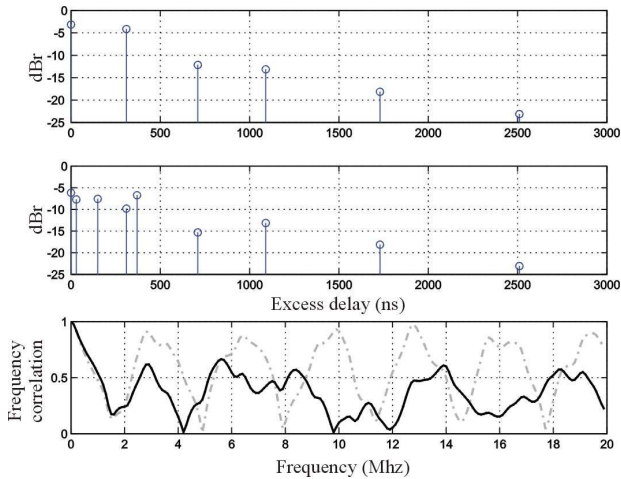 0
-5
-10
-15
-20
-25
dBr
0 500 1000 1500 2000 2500 3000
0
-5
-10
-15
-20
-25
dBr
0 500 1000 1500 2000 2500 3000
Excess delay (ns)
1
0.5
0
Frequency
correlation
0 2 4 6 8 10 12 14 16 18 20
Frequency (Mhz)